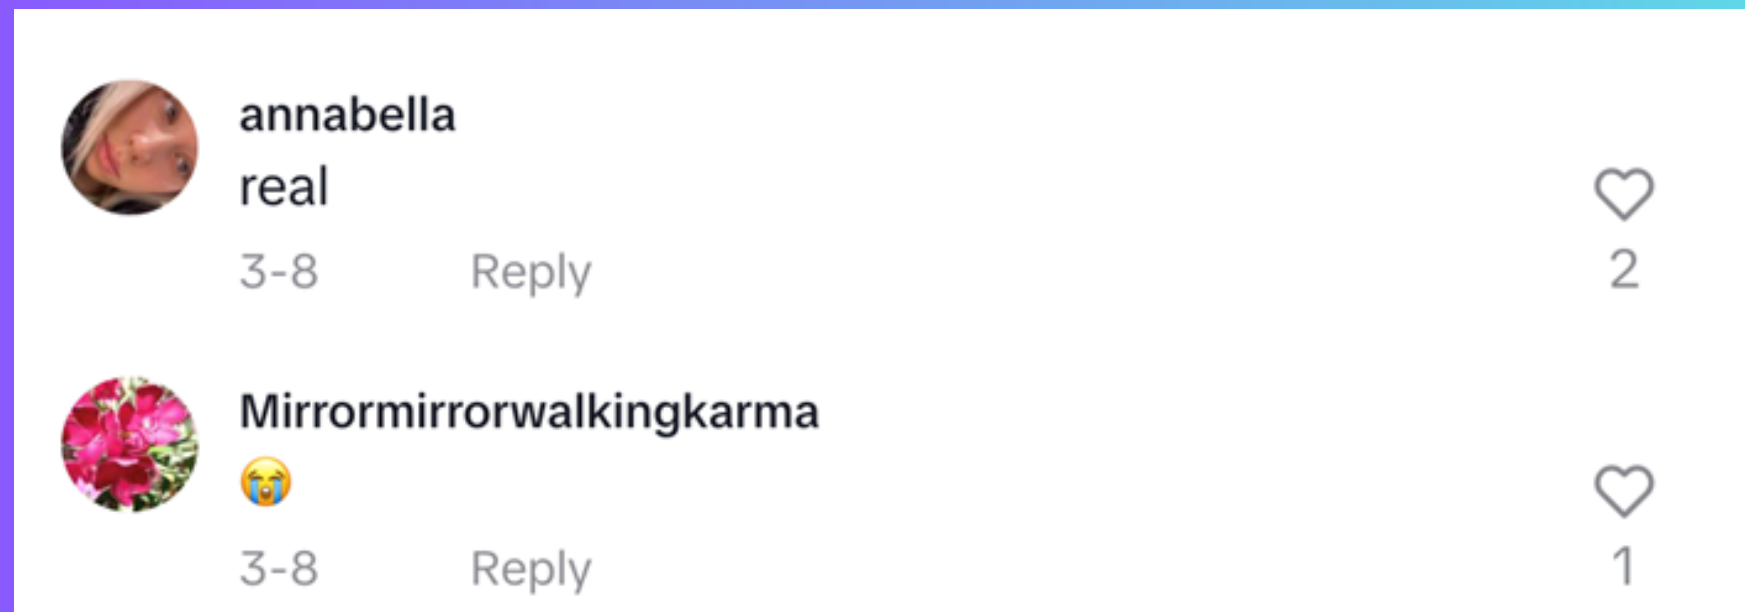 annabella
real
3-8 Reply
2
Mirrormirrorwalkingkarma
😭
3-8 Reply
1